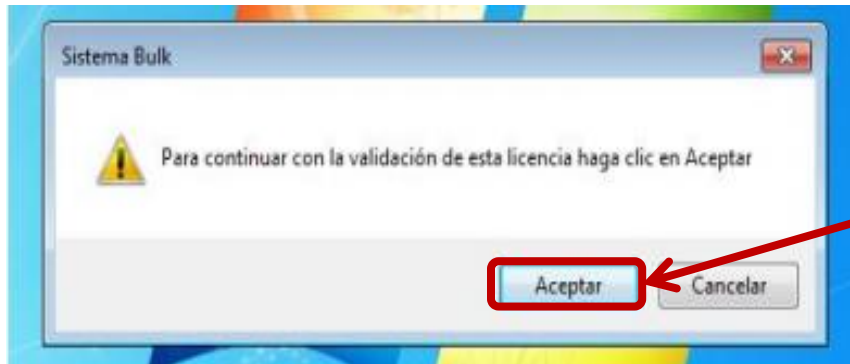 Sistema Bulk
Para continuar con la validación de esta licencia haga clic en Aceptar
Aceptar
Cancelar